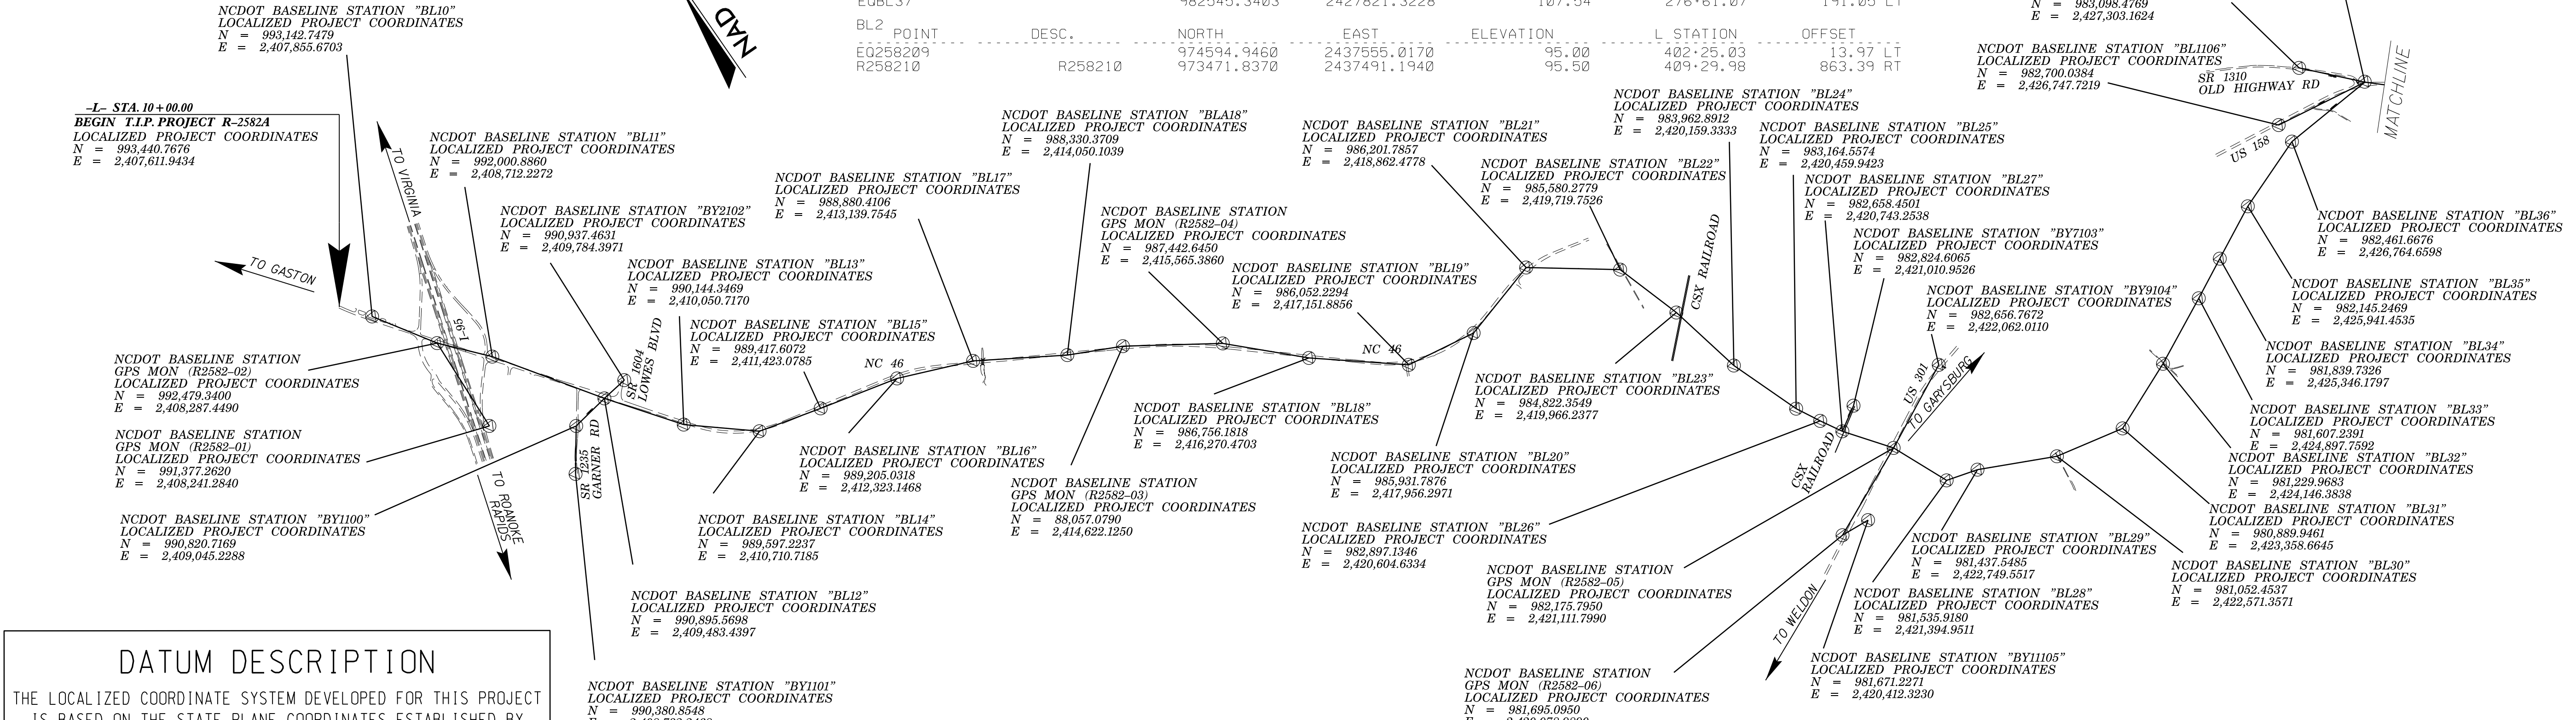 NCDOT BASELINE STATION "BL10"
LOCALIZED PROJECT COORDINATES
N = 993,142.7479
E = 2,407,855.6703
–L– STA. 10+00.00
BEGIN T.I.P. PROJECT R–2582A
LOCALIZED PROJECT COORDINATES
N = 993,440.7676
E = 2,407,611.9434
NAD
EQBL37 982545.3403 2427821.3228 107.54 276+61.07 191.05 LT
BL2
POINT DESC. NORTH EAST ELEVATION L STATION OFFSET
EQ258209 974594.9460 2437555.0170 95.00 402+25.03 13.97 LT
R258210 R258210 973471.8370 2437491.1940 95.50 409+29.98 863.39 RT
N = 983,098.4769
E = 2,427,303.1624
NCDOT BASELINE STATION "BL1106"
LOCALIZED PROJECT COORDINATES
N = 982,700.0384
E = 2,426,747.7219
SR 1310
OLD HIGHWAY RD
MATCHLINE
US 158
TO VIRGINIA
TO GASTON
I-95
NCDOT BASELINE STATION "BL11"
LOCALIZED PROJECT COORDINATES
N = 992,000.8860
E = 2,408,712.2272
NCDOT BASELINE STATION "BY2102"
LOCALIZED PROJECT COORDINATES
N = 990,937.4631
E = 2,409,784.3971
NCDOT BASELINE STATION "BL13"
LOCALIZED PROJECT COORDINATES
N = 990,144.3469
E = 2,410,050.7170
NCDOT BASELINE STATION "BL15"
LOCALIZED PROJECT COORDINATES
N = 989,417.6072
E = 2,411,423.0785
NCDOT BASELINE STATION "BL17"
LOCALIZED PROJECT COORDINATES
N = 988,880.4106
E = 2,413,139.7545
NCDOT BASELINE STATION "BLA18"
LOCALIZED PROJECT COORDINATES
N = 988,330.3709
E = 2,414,050.1039
NCDOT BASELINE STATION
GPS MON (R2582–04)
LOCALIZED PROJECT COORDINATES
N = 987,442.6450
E = 2,415,565.3860
NCDOT BASELINE STATION "BL19"
LOCALIZED PROJECT COORDINATES
N = 986,052.2294
E = 2,417,151.8856
NCDOT BASELINE STATION "BL21"
LOCALIZED PROJECT COORDINATES
N = 986,201.7857
E = 2,418,862.4778
NCDOT BASELINE STATION "BL22"
LOCALIZED PROJECT COORDINATES
N = 985,580.2779
E = 2,419,719.7526
NCDOT BASELINE STATION "BL24"
LOCALIZED PROJECT COORDINATES
N = 983,962.8912
E = 2,420,159.3333
NCDOT BASELINE STATION "BL25"
LOCALIZED PROJECT COORDINATES
N = 983,164.5574
E = 2,420,459.9423
NCDOT BASELINE STATION "BL27"
LOCALIZED PROJECT COORDINATES
N = 982,658.4501
E = 2,420,743.2538
NCDOT BASELINE STATION "BY7103"
LOCALIZED PROJECT COORDINATES
N = 982,824.6065
E = 2,421,010.9526
NCDOT BASELINE STATION "BY9104"
LOCALIZED PROJECT COORDINATES
N = 982,656.7672
E = 2,422,062.0110
NCDOT BASELINE STATION "BL36"
LOCALIZED PROJECT COORDINATES
N = 982,461.6676
E = 2,426,764.6598
NCDOT BASELINE STATION "BL35"
LOCALIZED PROJECT COORDINATES
N = 982,145.2469
E = 2,425,941.4535
NCDOT BASELINE STATION "BL34"
LOCALIZED PROJECT COORDINATES
N = 981,839.7326
E = 2,425,346.1797
NCDOT BASELINE STATION "BL33"
LOCALIZED PROJECT COORDINATES
N = 981,607.2391
E = 2,424,897.7592
NCDOT BASELINE STATION "BL32"
LOCALIZED PROJECT COORDINATES
N = 981,229.9683
E = 2,424,146.3838
NCDOT BASELINE STATION "BL31"
LOCALIZED PROJECT COORDINATES
N = 980,889.9461
E = 2,423,358.6645
NCDOT BASELINE STATION "BL30"
LOCALIZED PROJECT COORDINATES
N = 981,052.4537
E = 2,422,571.3571
NCDOT BASELINE STATION "BL29"
LOCALIZED PROJECT COORDINATES
N = 981,437.5485
E = 2,422,749.5517
NCDOT BASELINE STATION "BL28"
LOCALIZED PROJECT COORDINATES
N = 981,535.9180
E = 2,421,394.9511
NCDOT BASELINE STATION "BY11105"
LOCALIZED PROJECT COORDINATES
N = 981,671.2271
E = 2,420,412.3230
CSX RAILROAD
CSX
RAILROAD
US 301
TO GARYSBURG
TO WELDON
NC 46
NC 46
SR 1604
LOWES BLVD
SR 1235
GARNER RD
TO ROANOKE
RAPIDS
NCDOT BASELINE STATION
GPS MON (R2582–02)
LOCALIZED PROJECT COORDINATES
N = 992,479.3400
E = 2,408,287.4490
NCDOT BASELINE STATION
GPS MON (R2582–01)
LOCALIZED PROJECT COORDINATES
N = 991,377.2620
E = 2,408,241.2840
NCDOT BASELINE STATION "BY1100"
LOCALIZED PROJECT COORDINATES
N = 990,820.7169
E = 2,409,045.2288
NCDOT BASELINE STATION "BL14"
LOCALIZED PROJECT COORDINATES
N = 989,597.2237
E = 2,410,710.7185
NCDOT BASELINE STATION "BL16"
LOCALIZED PROJECT COORDINATES
N = 989,205.0318
E = 2,412,323.1468
NCDOT BASELINE STATION
GPS MON (R2582–03)
LOCALIZED PROJECT COORDINATES
N = 88,057.0790
E = 2,414,622.1250
NCDOT BASELINE STATION "BL18"
LOCALIZED PROJECT COORDINATES
N = 986,756.1818
E = 2,416,270.4703
NCDOT BASELINE STATION "BL20"
LOCALIZED PROJECT COORDINATES
N = 985,931.7876
E = 2,417,956.2971
NCDOT BASELINE STATION "BL23"
LOCALIZED PROJECT COORDINATES
N = 984,822.3549
E = 2,419,966.2377
NCDOT BASELINE STATION "BL26"
LOCALIZED PROJECT COORDINATES
N = 982,897.1346
E = 2,420,604.6334
NCDOT BASELINE STATION
GPS MON (R2582–05)
LOCALIZED PROJECT COORDINATES
N = 982,175.7950
E = 2,421,111.7990
NCDOT BASELINE STATION
GPS MON (R2582–06)
LOCALIZED PROJECT COORDINATES
N = 981,695.0950
NCDOT BASELINE STATION "BL12"
LOCALIZED PROJECT COORDINATES
N = 990,895.5698
E = 2,409,483.4397
NCDOT BASELINE STATION "BY1101"
LOCALIZED PROJECT COORDINATES
N = 990,380.8548
DATUM DESCRIPTION
THE LOCALIZED COORDINATE SYSTEM DEVELOPED FOR THIS PROJECT
IS BASED ON THE STATE PLANE COORDINATES ESTABLISHED BY